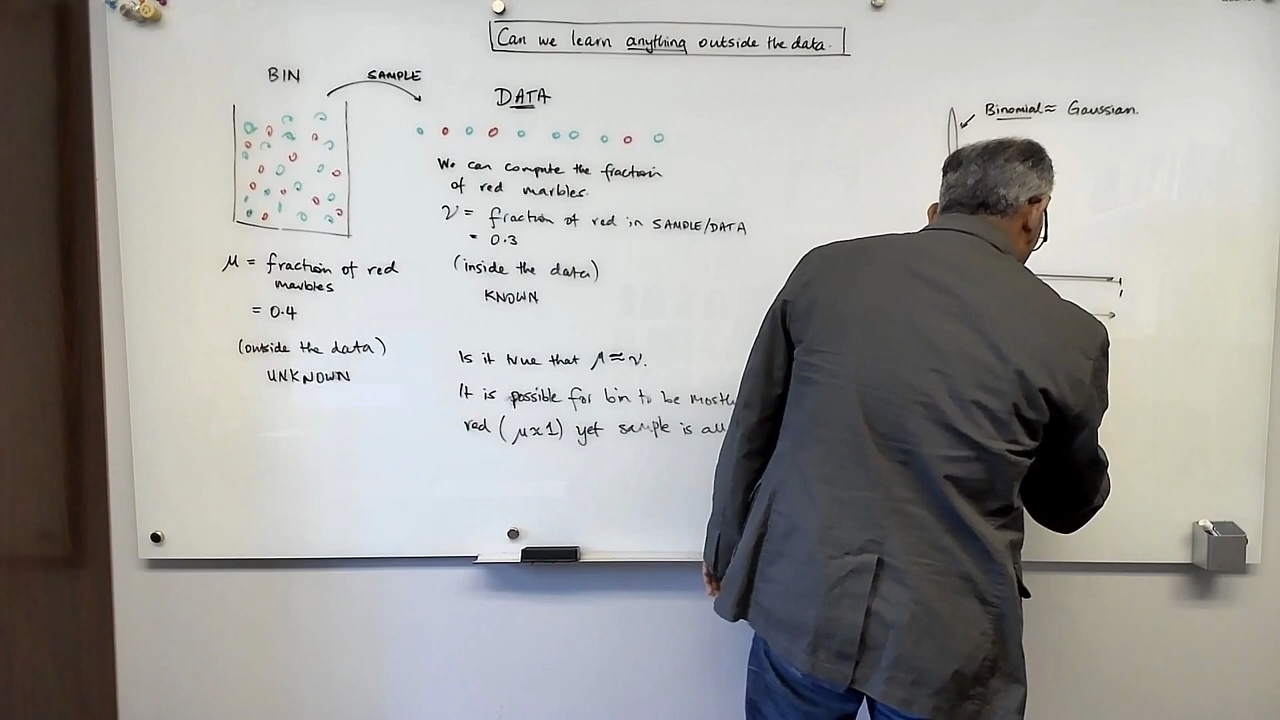 Can we learn anything outside the data.
BIN
SAMPLE
DATA
We can compute the fraction
of red marbles.
ν = fraction of red in SAMPLE/DATA
= 0.3
(inside the data)
KNOWN
μ = fraction of red
marbles
= 0.4
(outside the data)
UNKNOWN
Is it true that μ ≈ ν.
It is possible for bin to be
red (μ≈1) yet sample is all
Binomial ≈ Gaussian.
1